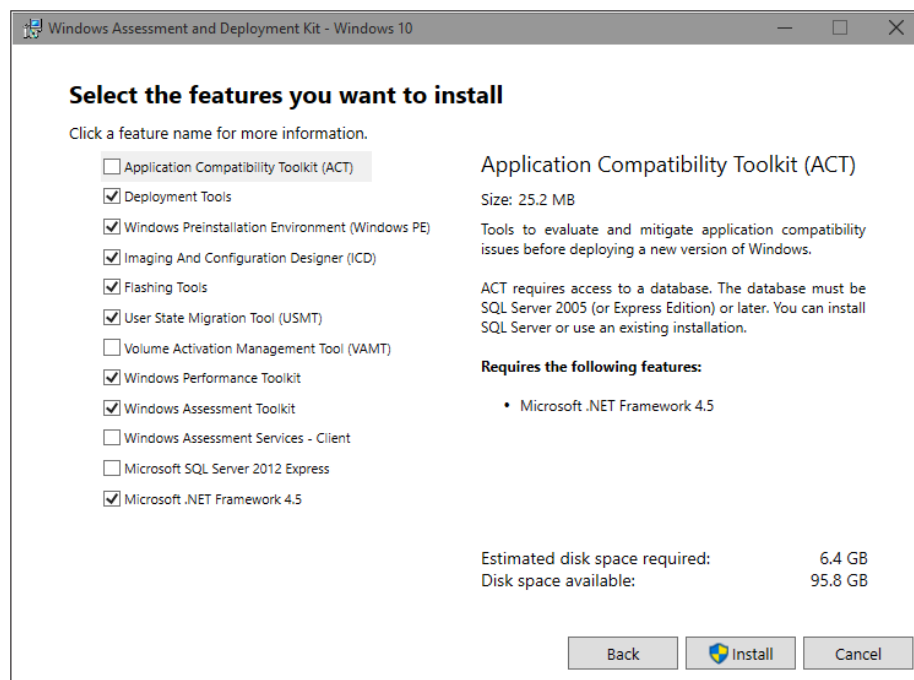 Windows Assessment and Deployment Kit - Windows 10
Select the features you want to install
Click a feature name for more information.
Application Compatibility Toolkit (ACT)
Deployment Tools
Windows Preinstallation Environment (Windows PE)
Imaging And Configuration Designer (ICD)
Flashing Tools
User State Migration Tool (USMT)
Volume Activation Management Tool (VAMT)
Windows Performance Toolkit
Windows Assessment Toolkit
Windows Assessment Services - Client
Microsoft SQL Server 2012 Express
Microsoft .NET Framework 4.5
Application Compatibility Toolkit (ACT)
Size: 25.2 MB
Tools to evaluate and mitigate application compatibility
issues before deploying a new version of Windows.
ACT requires access to a database. The database must be
SQL Server 2005 (or Express Edition) or later. You can install
SQL Server or use an existing installation.
Requires the following features:
• Microsoft .NET Framework 4.5
Estimated disk space required: 6.4 GB
Disk space available: 95.8 GB
Back Install Cancel